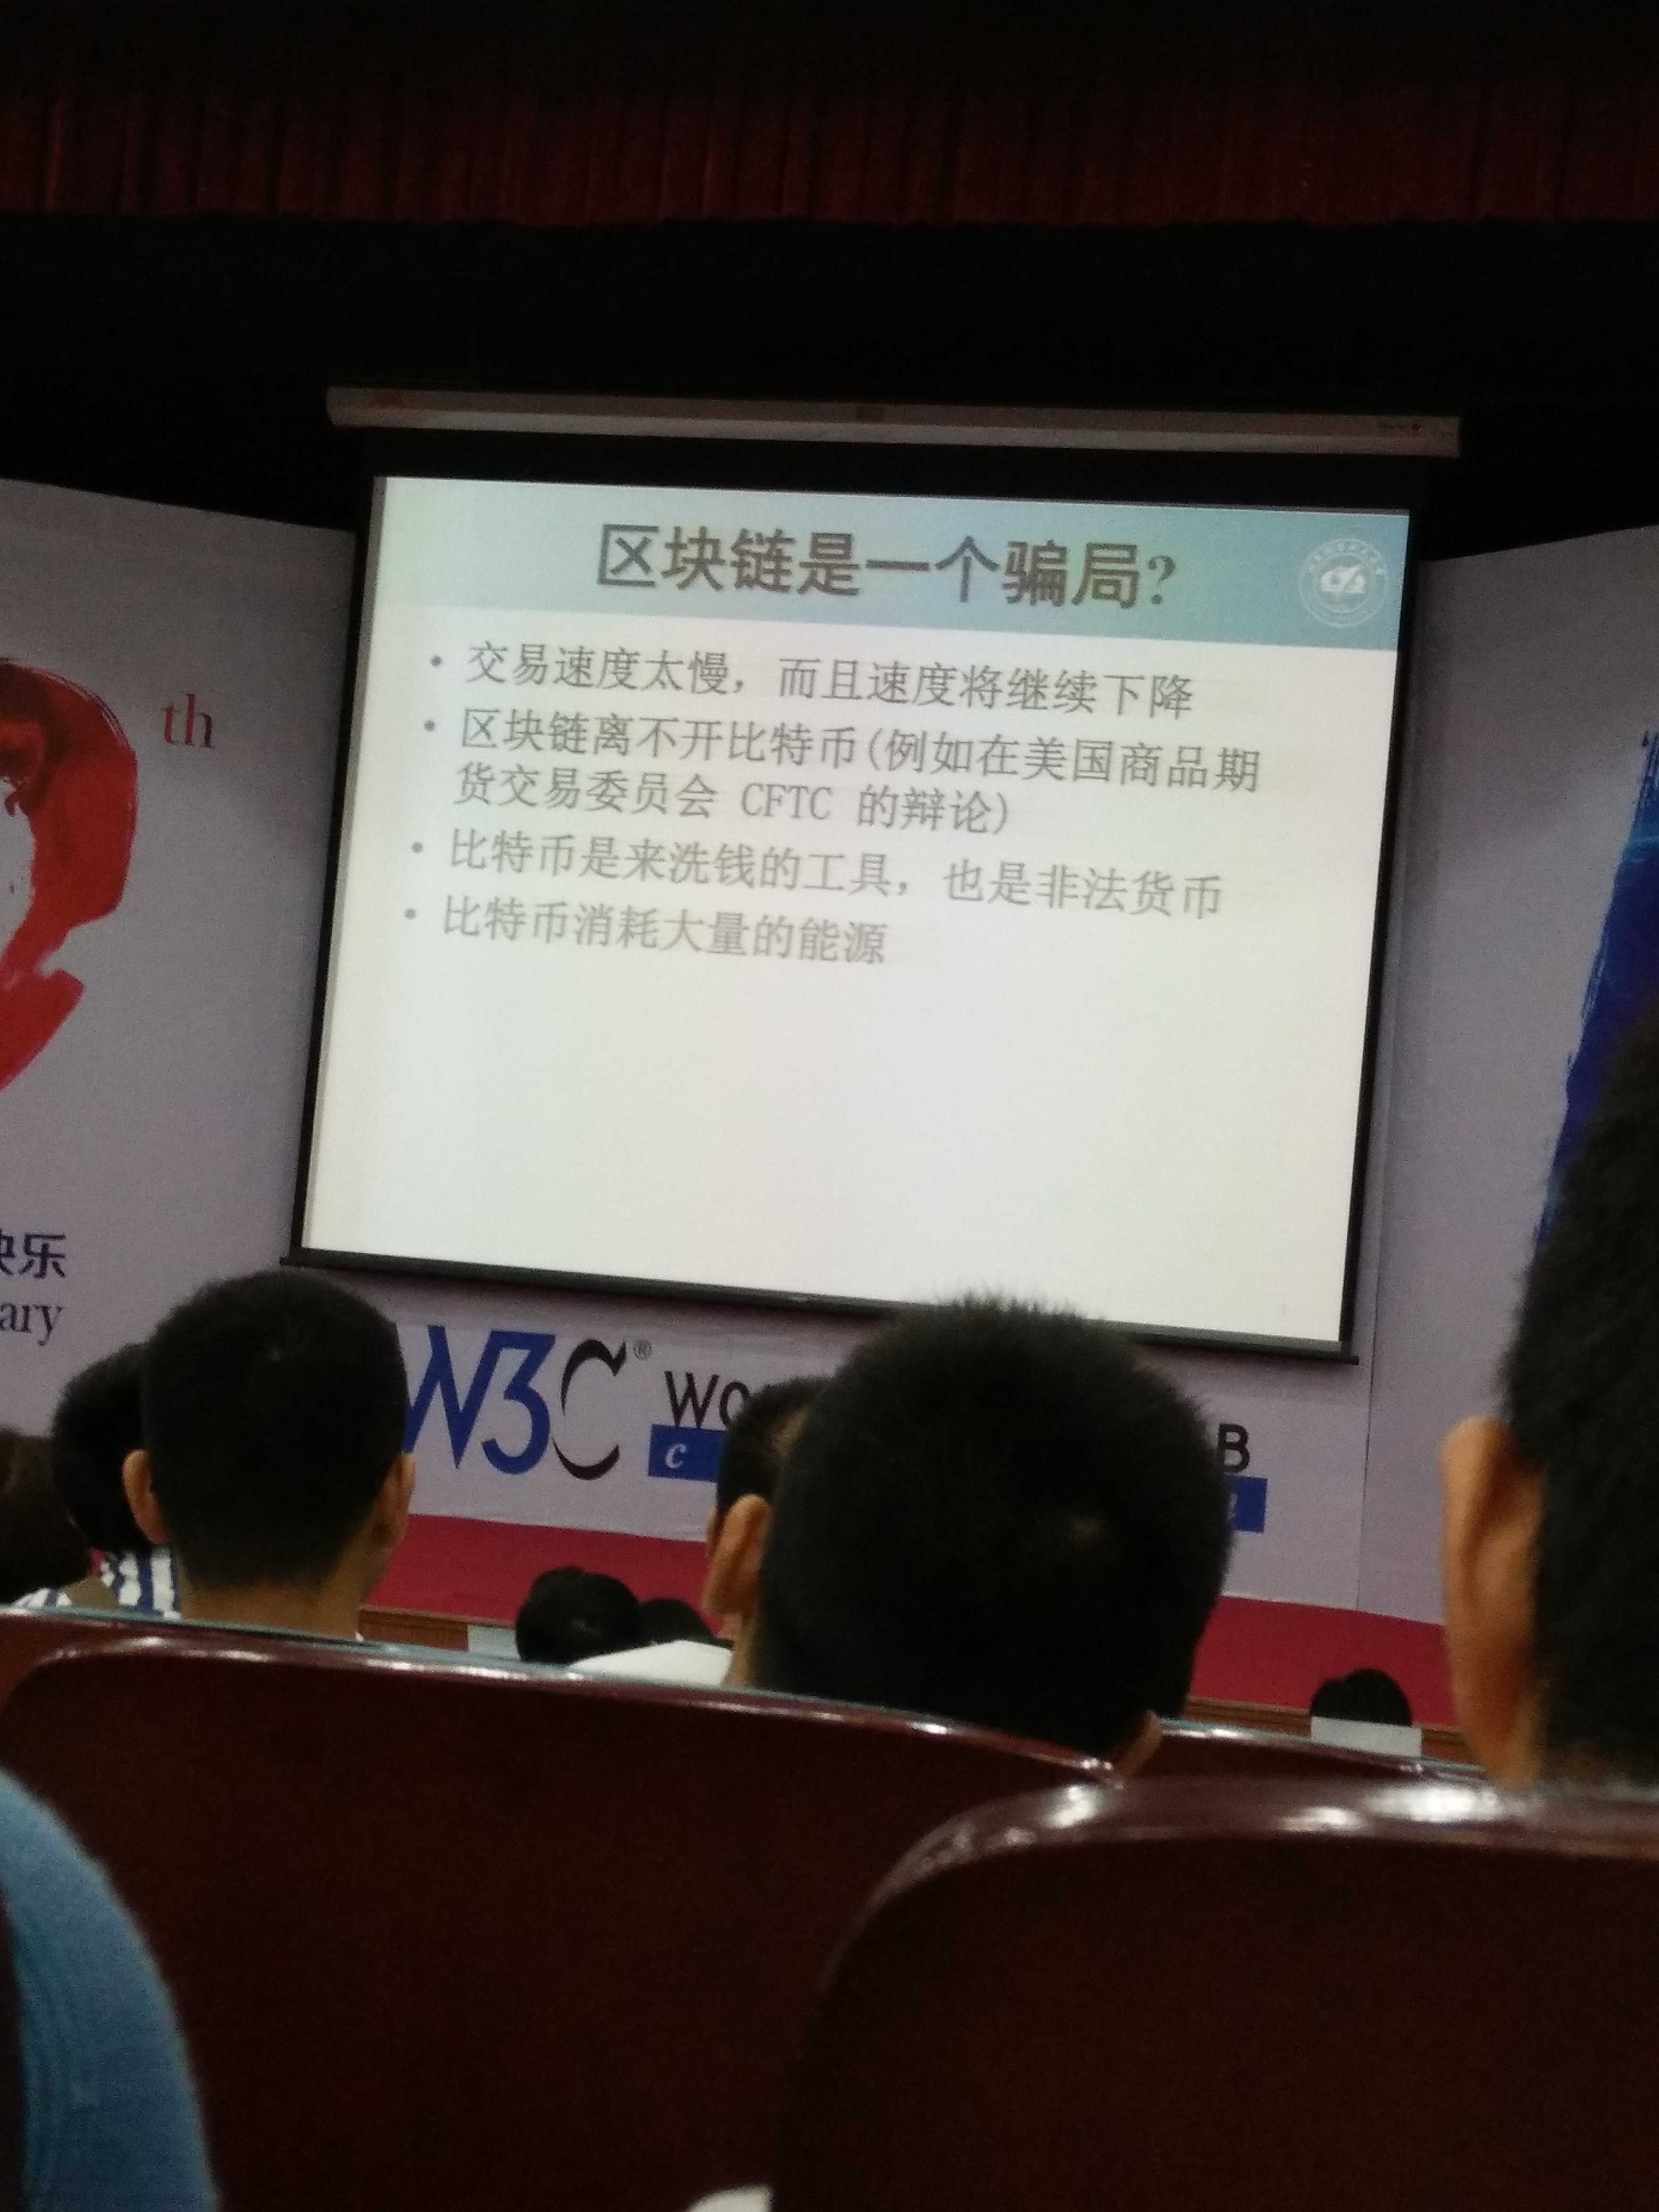 区块链是一个骗局?
• 交易速度太慢，而且速度将继续下降
• 区块链离不开比特币(例如在美国商品期
货交易委员会 CFTC 的辩论)
• 比特币是来洗钱的工具，也是非法货币
• 比特币消耗大量的能源
th
快乐
ary
W3C®
WO
B
C